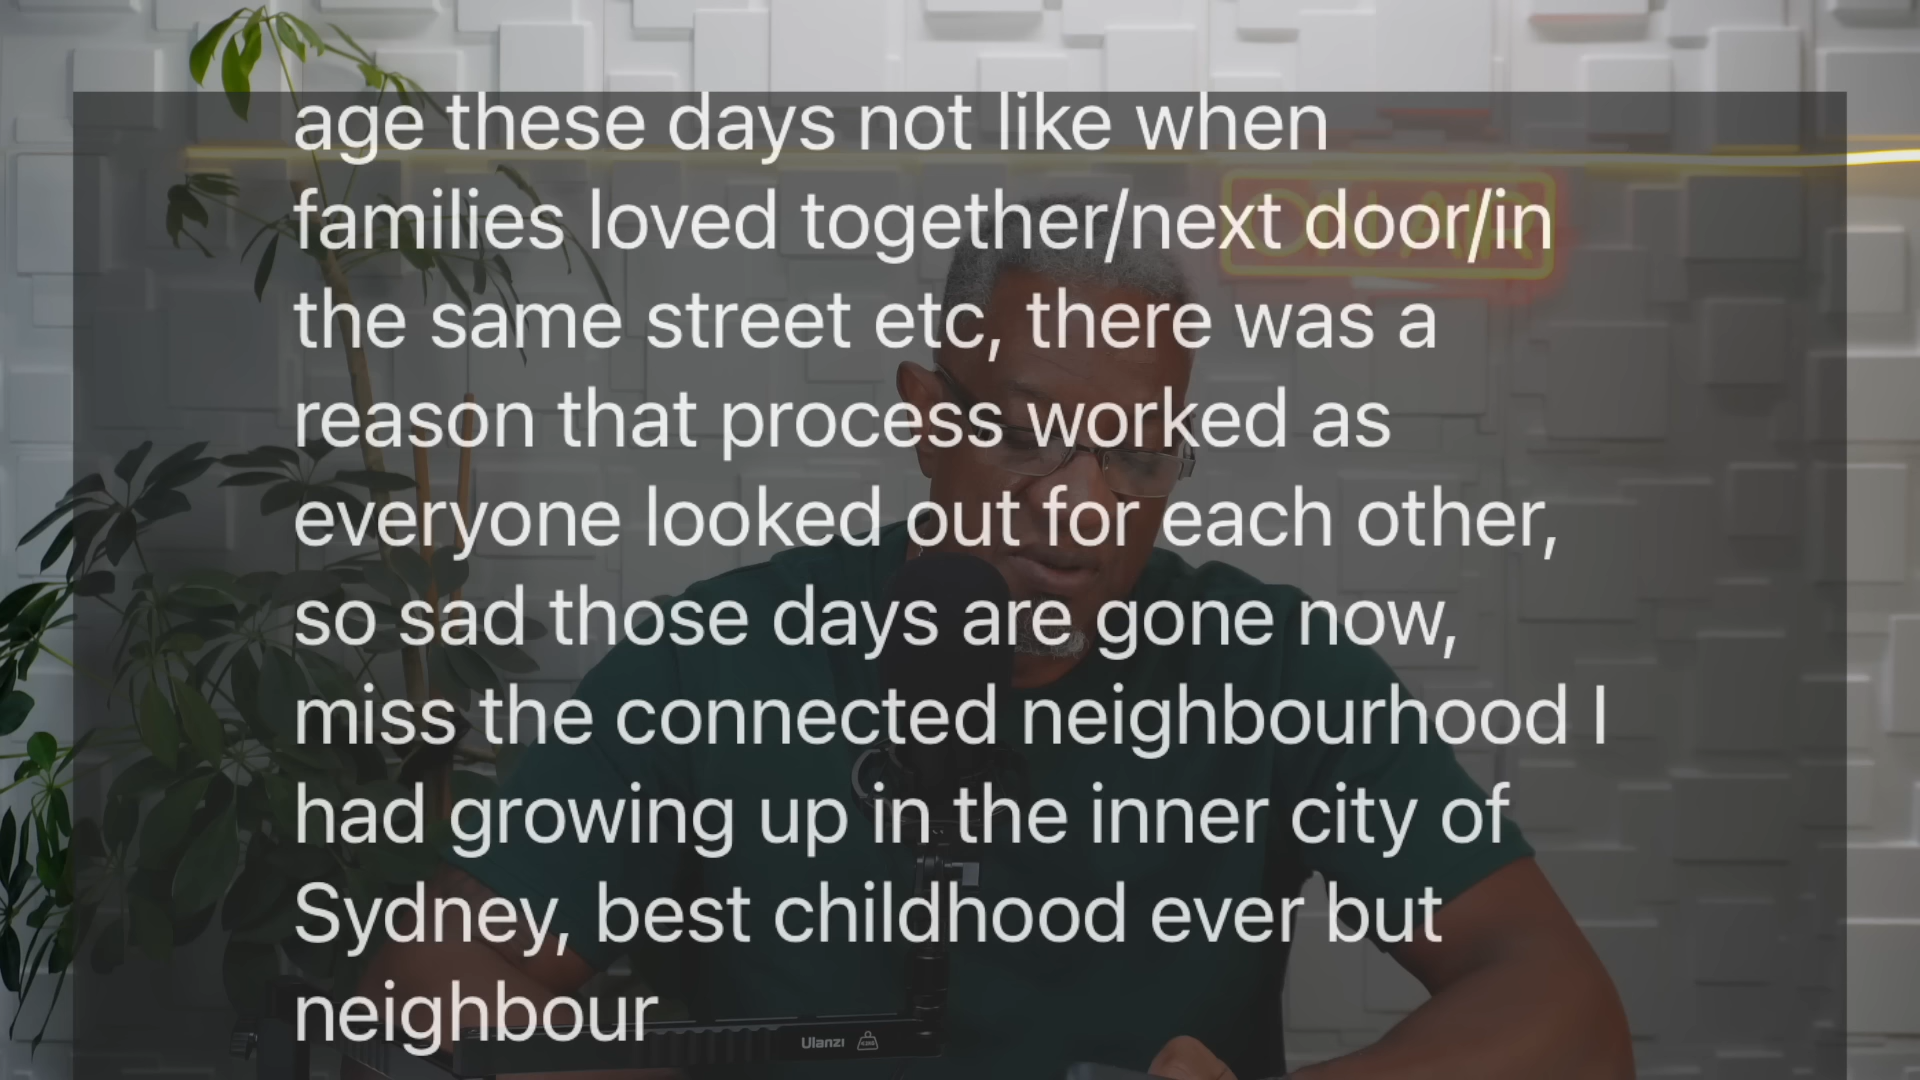 age these days not like when
families loved together/next door/in
the same street etc, there was a
reason that process worked as
everyone looked out for each other,
so sad those days are gone now,
miss the connected neighbourhood I
had growing up in the inner city of
Sydney, best childhood ever but
neighbour
ON AIR
Ulanzi